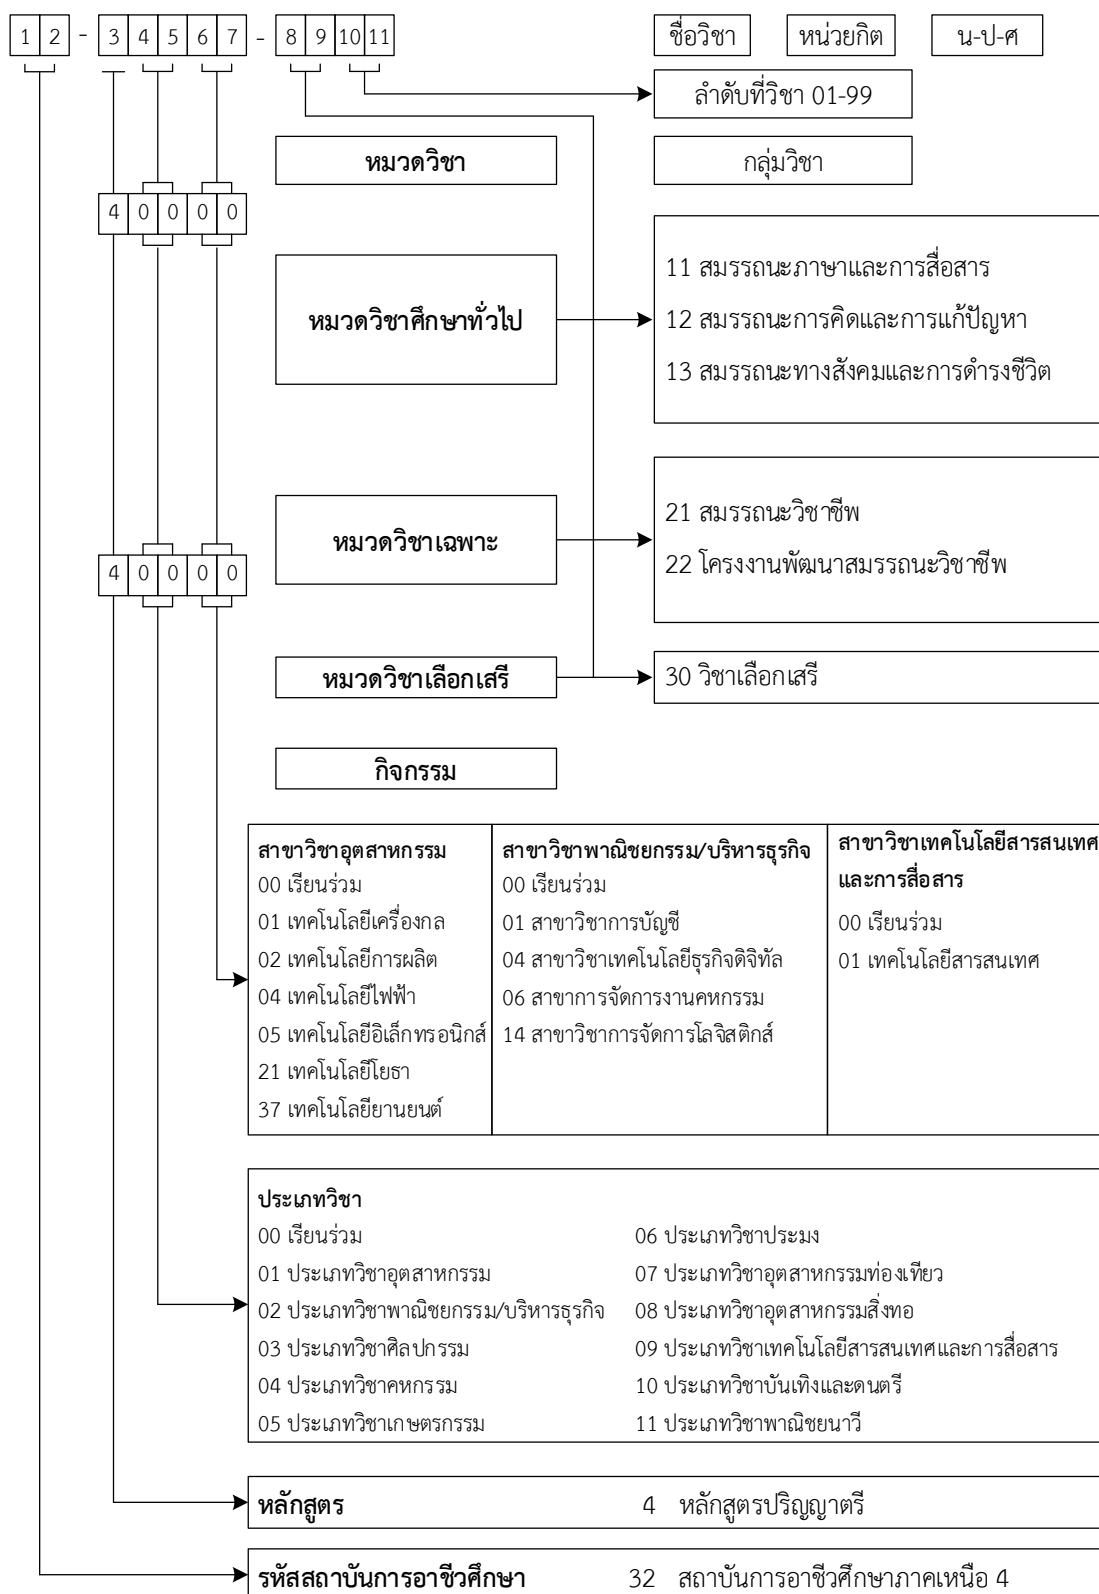 1 2 - 3 4 5 6 7 - 8 9 10 11 ชื่อวิชา หน่วยกิต น-ป-ศ
ลำดับที่วิชา 01-99
หมวดวิชา กลุ่มวิชา
4 0 0 0 0
หมวดวิชาศึกษาทั่วไป
11 สมรรถนะภาษาและการสื่อสาร
12 สมรรถนะการคิดและการแก้ปัญหา
13 สมรรถนะทางสังคมและการดำรงชีวิต
หมวดวิชาเฉพาะ
21 สมรรถนะวิชาชีพ
22 โครงงานพัฒนาสมรรถนะวิชาชีพ
4 0 0 0 0
หมวดวิชาเลือกเสรี 30 วิชาเลือกเสรี
กิจกรรม
สาขาวิชาอุตสาหกรรม
00 เรียนร่วม
01 เทคโนโลยีเครื่องกล
02 เทคโนโลยีการผลิต
04 เทคโนโลยีไฟฟ้า
05 เทคโนโลยีอิเล็กทรอนิกส์
21 เทคโนโลยีโยธา
37 เทคโนโลยียานยนต์
สาขาวิชาพาณิชยกรรม/บริหารธุรกิจ
00 เรียนร่วม
01 สาขาวิชาการบัญชี
04 สาขาวิชาเทคโนโลยีธุรกิจดิจิทัล
06 สาขาการจัดการงานคหกรรม
14 สาขาวิชาการจัดการโลจิสติกส์
สาขาวิชาเทคโนโลยีสารสนเทศ
และการสื่อสาร
00 เรียนร่วม
01 เทคโนโลยีสารสนเทศ
ประเภทวิชา
00 เรียนร่วม
01 ประเภทวิชาอุตสาหกรรม
02 ประเภทวิชาพาณิชยกรรม/บริหารธุรกิจ
03 ประเภทวิชาศิลปกรรม
04 ประเภทวิชาคหกรรม
05 ประเภทวิชาเกษตรกรรม
06 ประเภทวิชาประมง
07 ประเภทวิชาอุตสาหกรรมท่องเทียว
08 ประเภทวิชาอุตสาหกรรมสิ่งทอ
09 ประเภทวิชาเทคโนโลยีสารสนเทศและการสื่อสาร
10 ประเภทวิชาบันเทิงและดนตรี
11 ประเภทวิชาพาณิชยนาวี
หลักสูตร 4 หลักสูตรปริญญาตรี
รหัสสถาบันการอาชีวศึกษา 32 สถาบันการอาชีวศึกษาภาคเหนือ 4